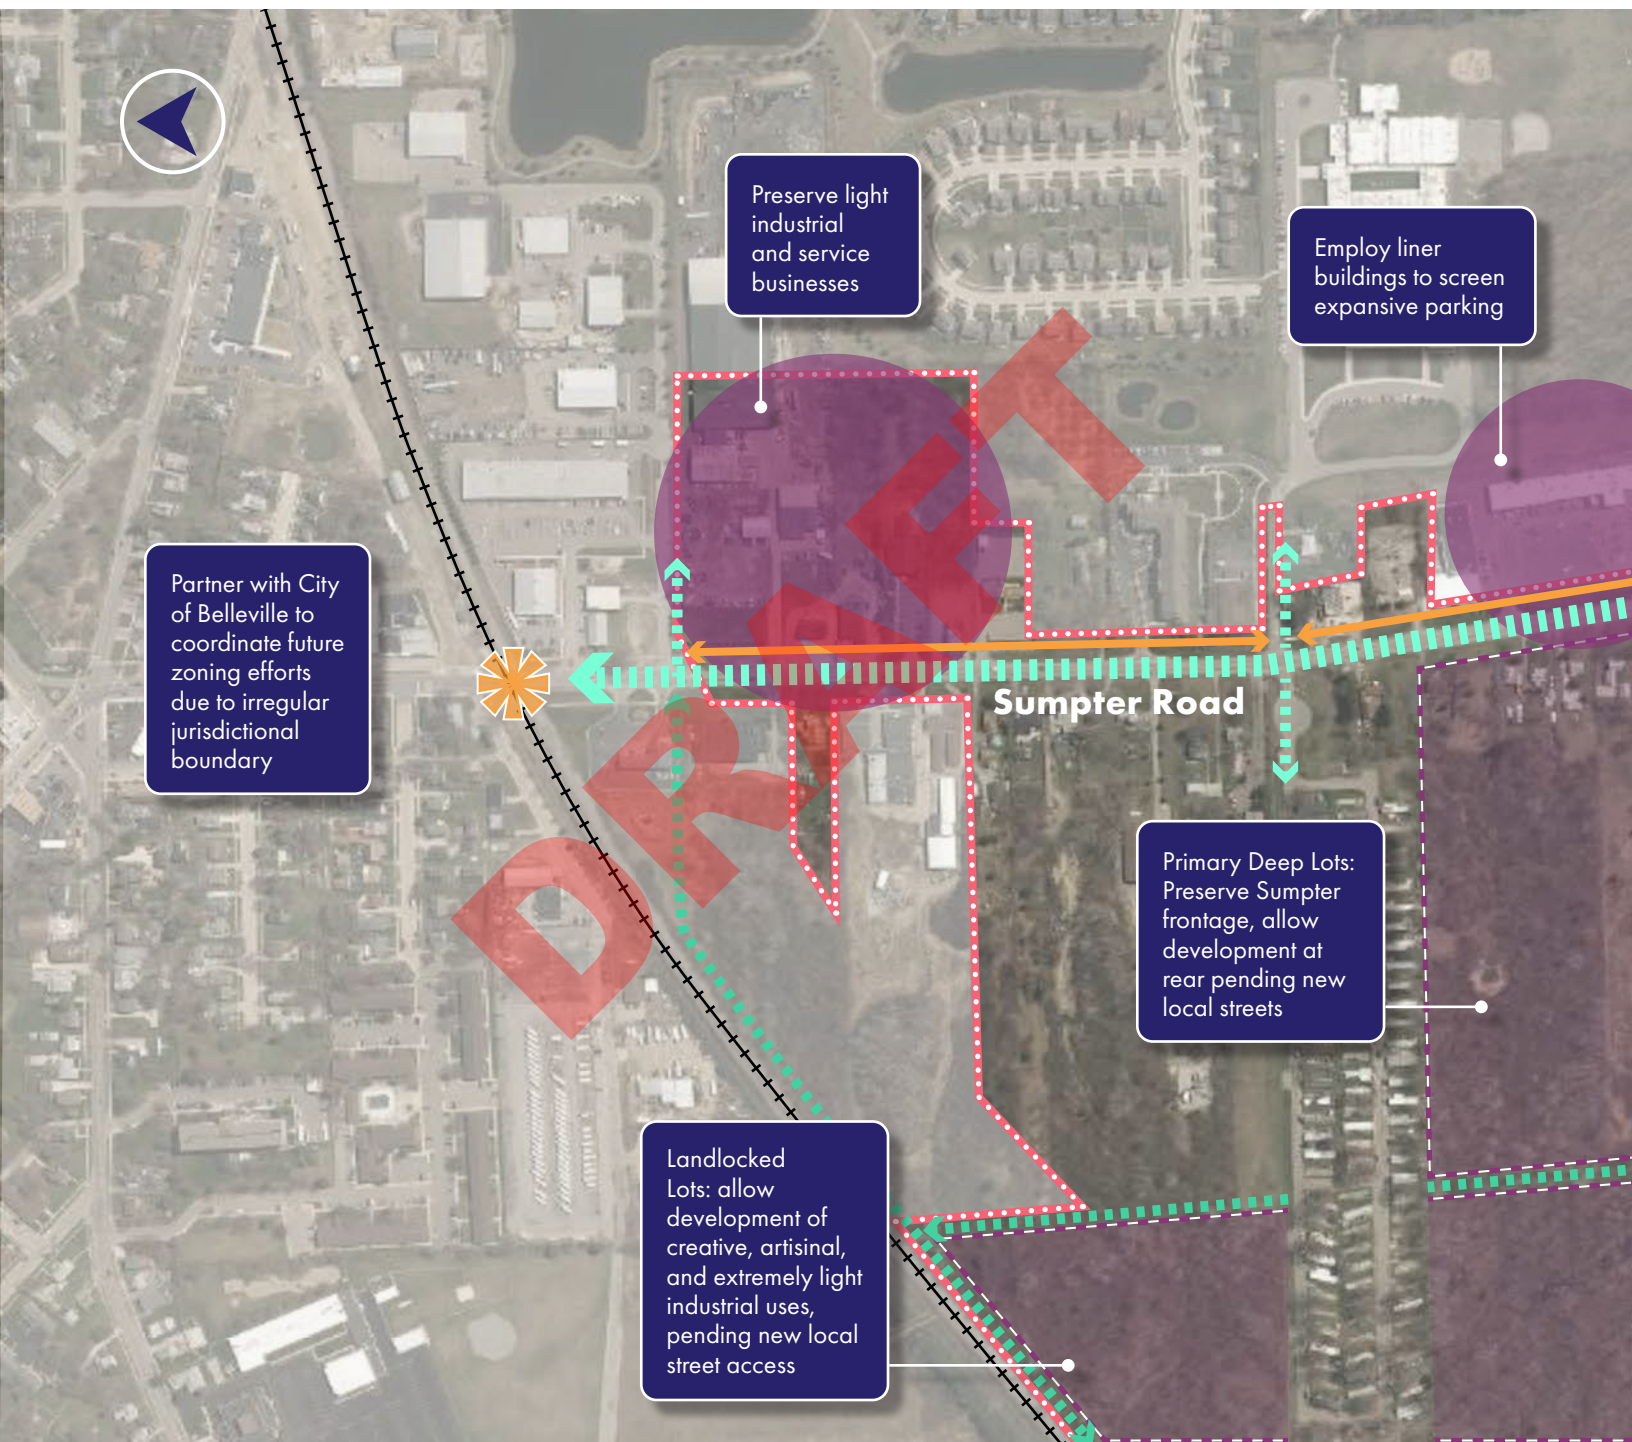 Preserve light
industrial
and service
businesses
Employ liner
buildings to screen
expansive parking
Partner with City
of Belleville to
coordinate future
zoning efforts
due to irregular
jurisdictional
boundary
Sumpter Road
DRAFT
Primary Deep Lots:
Preserve Sumpter
frontage, allow
development at
rear pending new
local streets
Landlocked
Lots: allow
development of
creative, artisinal,
and extremely light
industrial uses,
pending new local
street access